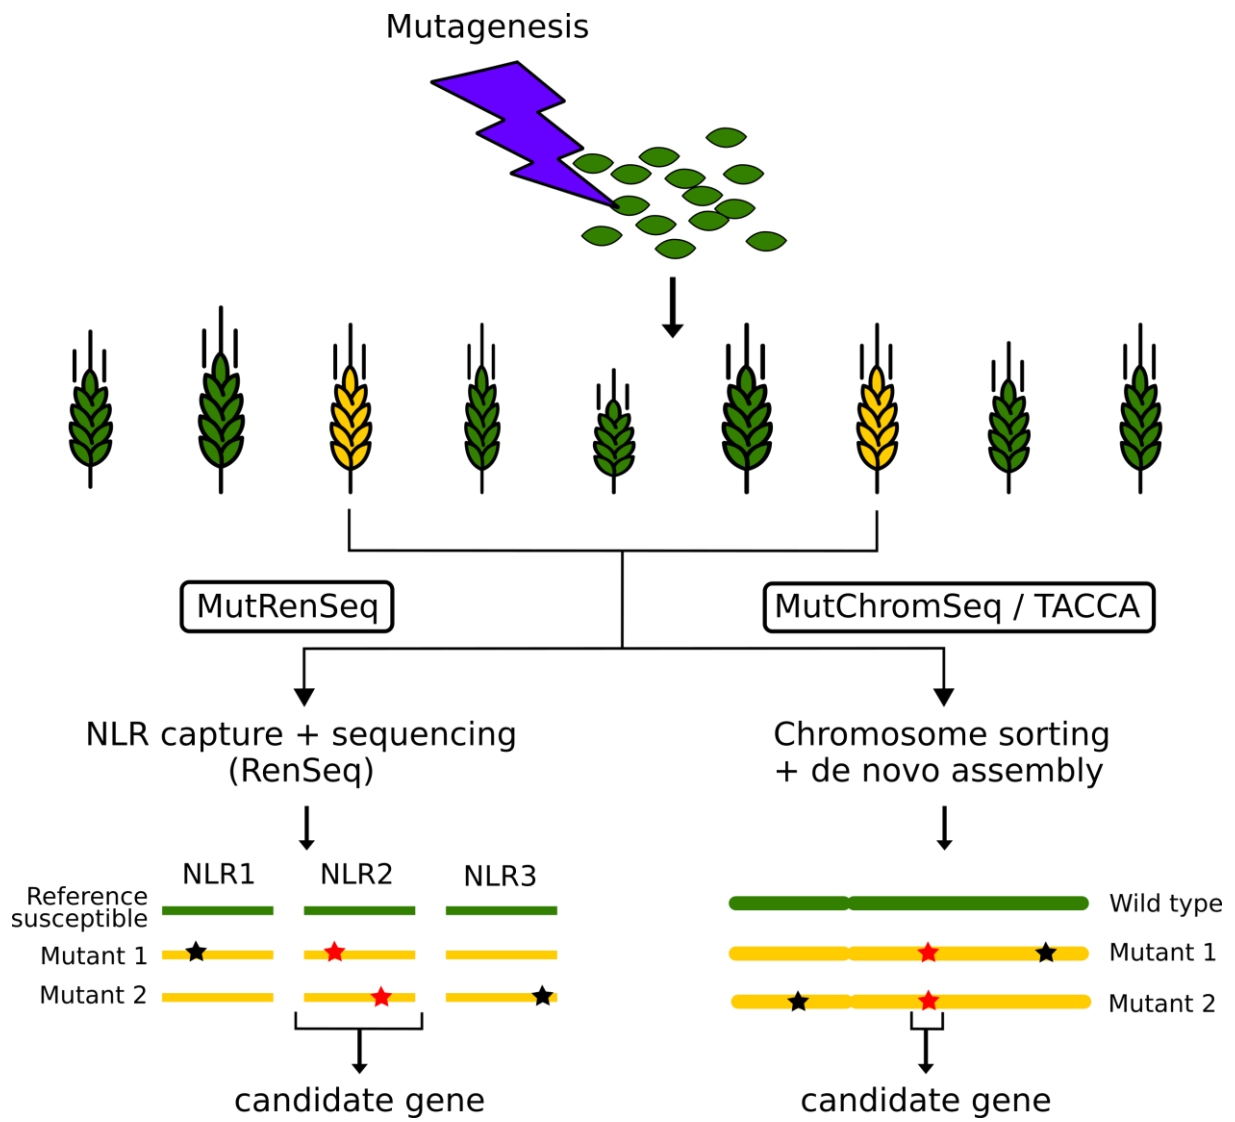 Mutagenesis
MutRenSeq
MutChromSeq / TACCA
NLR capture + sequencing
(RenSeq)
Chromosome sorting
+ de novo assembly
NLR1
NLR2
NLR3
Reference
susceptible
Mutant 1
Mutant 2
candidate gene
Wild type
Mutant 1
Mutant 2
candidate gene